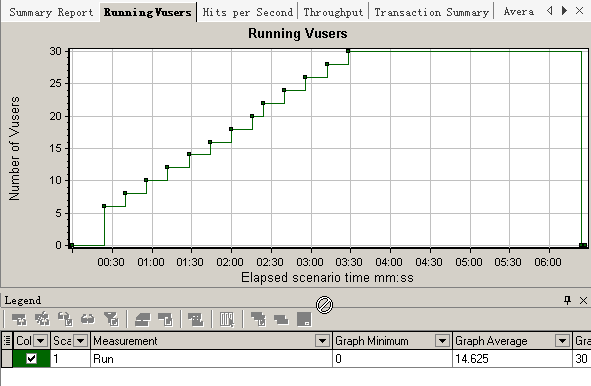 Summary Report Running Vusers Hits per Second Throughput Transaction Summary Avera
Running Vusers
30
25
20
15
10
5
0
Number of Vusers
00:30 01:00 01:30 02:00 02:30 03:00 03:30 04:00 04:30 05:00 05:30 06:00
Elapsed scenario time mm:ss
Legend
Col Sca Measurement Graph Minimum Graph Average Gra
1 Run 0 14.625 30